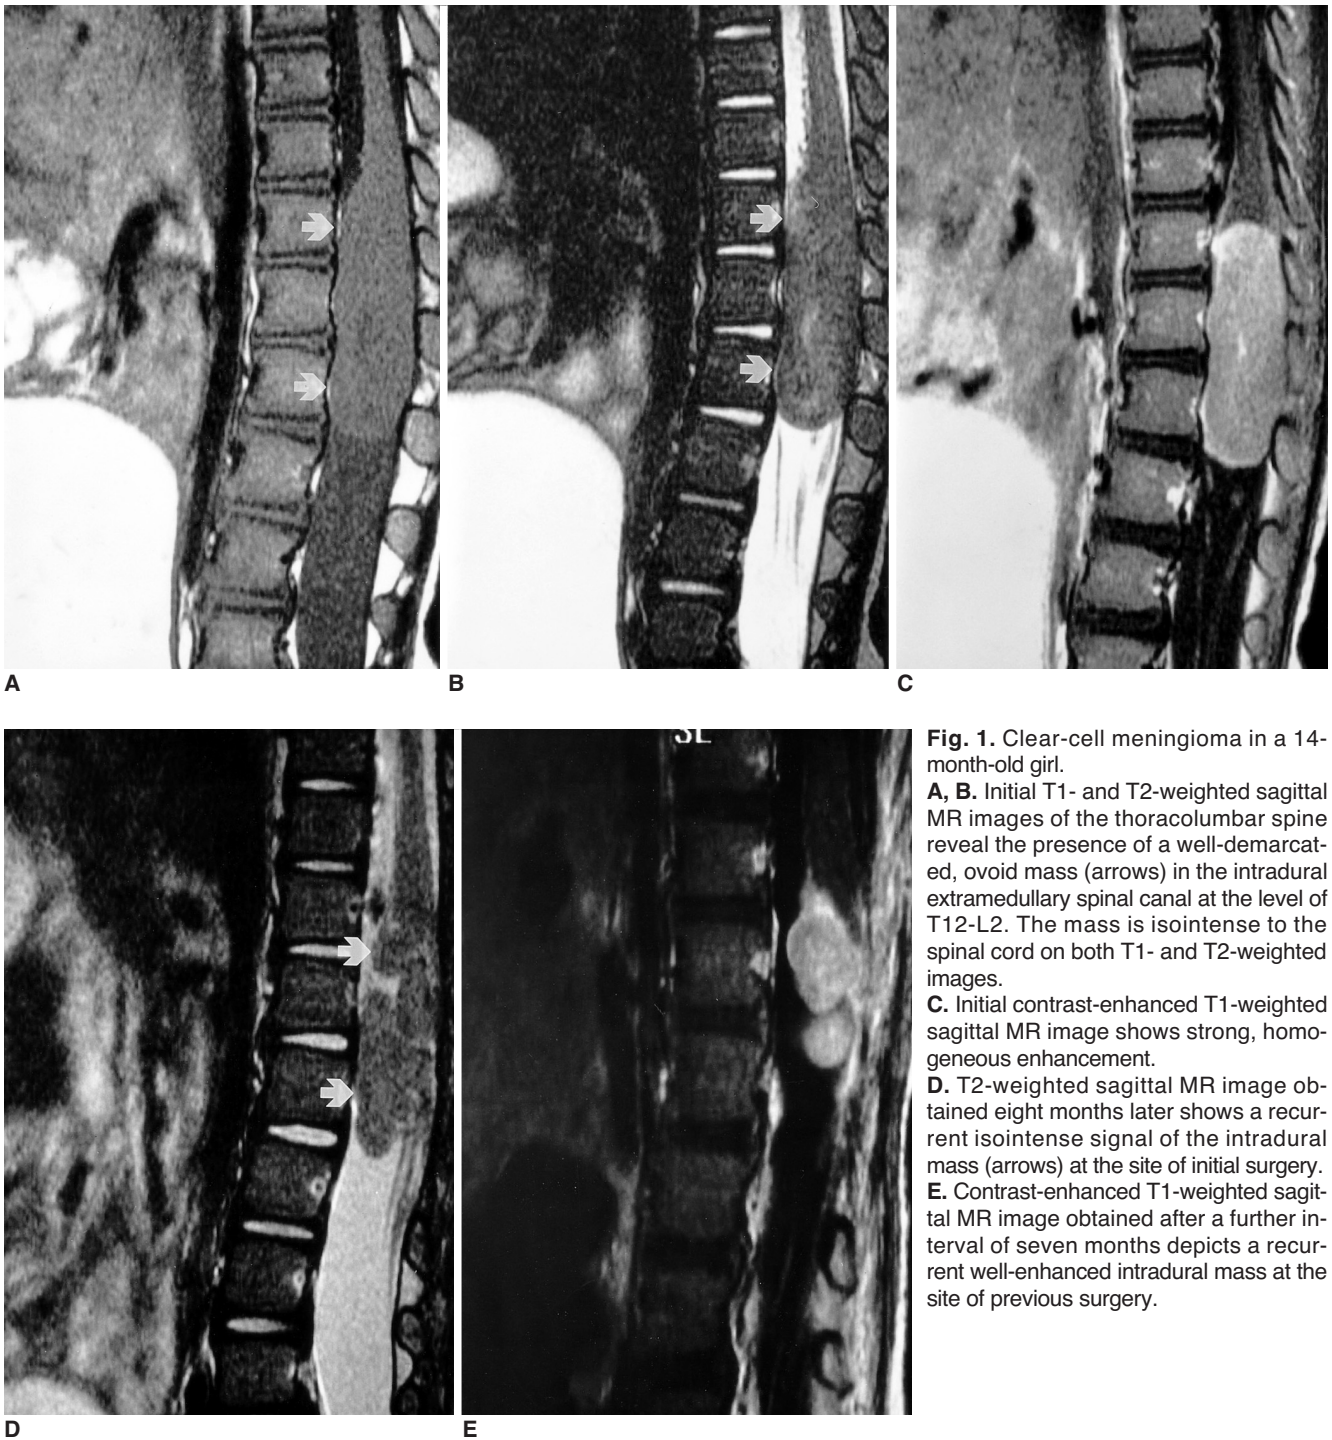 A
B
C
SL
D
E
Fig. 1. Clear-cell meningioma in a 14-
month-old girl.
A, B. Initial T1- and T2-weighted sagittal
MR images of the thoracolumbar spine
reveal the presence of a well-demarcat-
ed, ovoid mass (arrows) in the intradural
extramedullary spinal canal at the level of
T12-L2. The mass is isointense to the
spinal cord on both T1- and T2-weighted
images.
C. Initial contrast-enhanced T1-weighted
sagittal MR image shows strong, homo-
geneous enhancement.
D. T2-weighted sagittal MR image ob-
tained eight months later shows a recur-
rent isointense signal of the intradural
mass (arrows) at the site of initial surgery.
E. Contrast-enhanced T1-weighted sagit-
tal MR image obtained after a further in-
terval of seven months depicts a recur-
rent well-enhanced intradural mass at the
site of previous surgery.